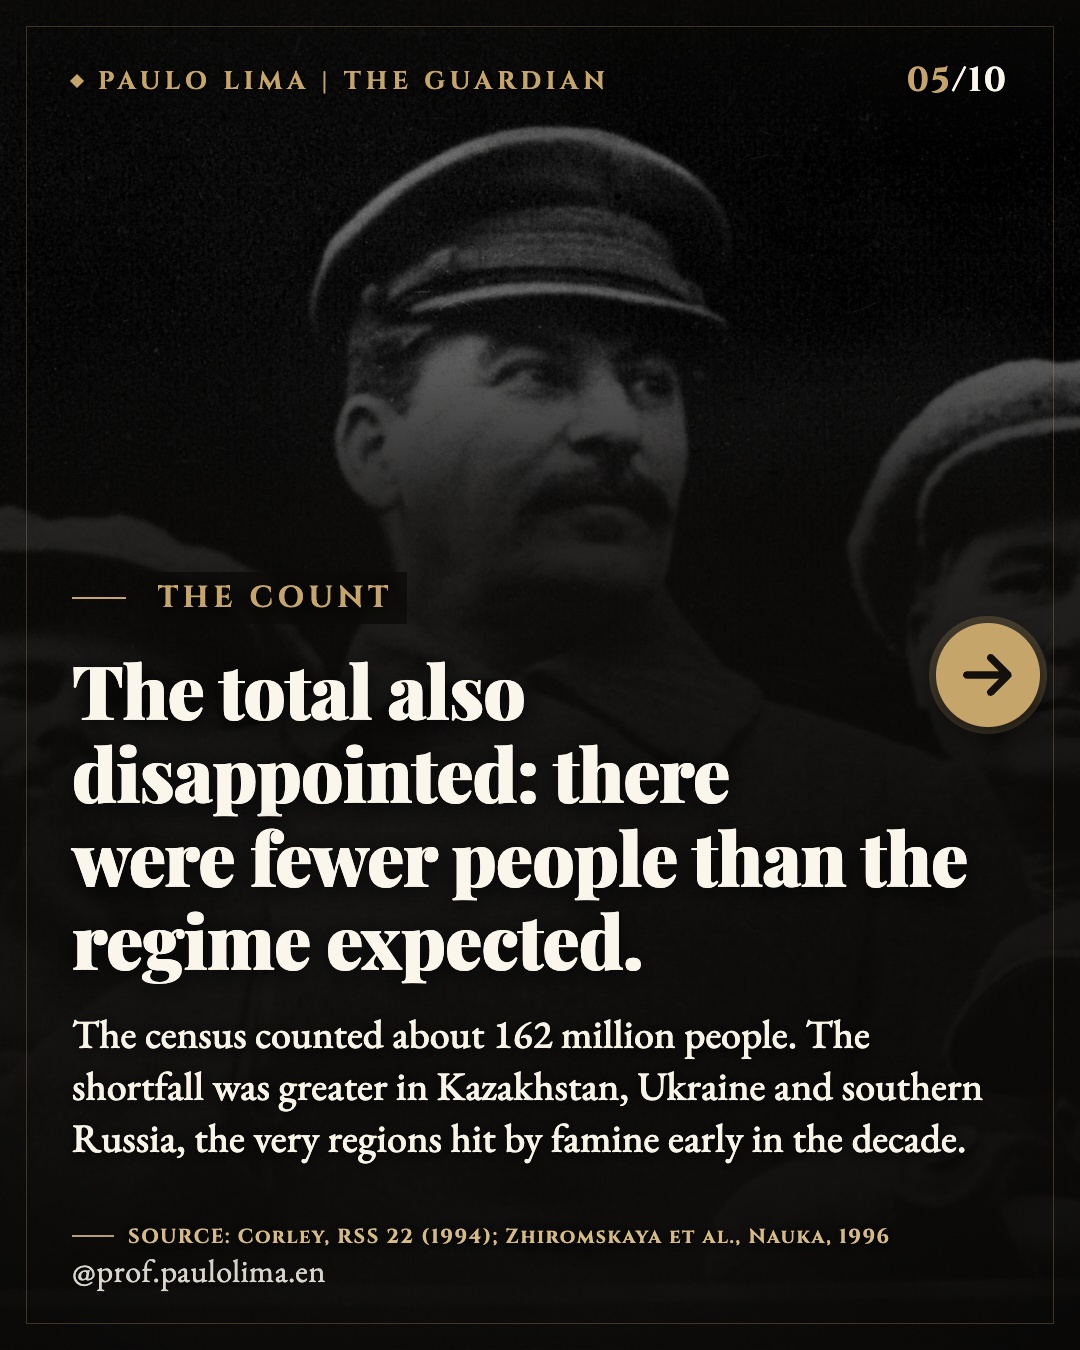 PAULO LIMA | THE GUARDIAN
05/10
THE COUNT
The total also
disappointed: there
were fewer people than the
regime expected.
The census counted about 162 million people. The
shortfall was greater in Kazakhstan, Ukraine and southern
Russia, the very regions hit by famine early in the decade.
SOURCE: Corley, RSS 22 (1994); Zhiromskaya et al., Nauka, 1996
@prof.paulolima.en